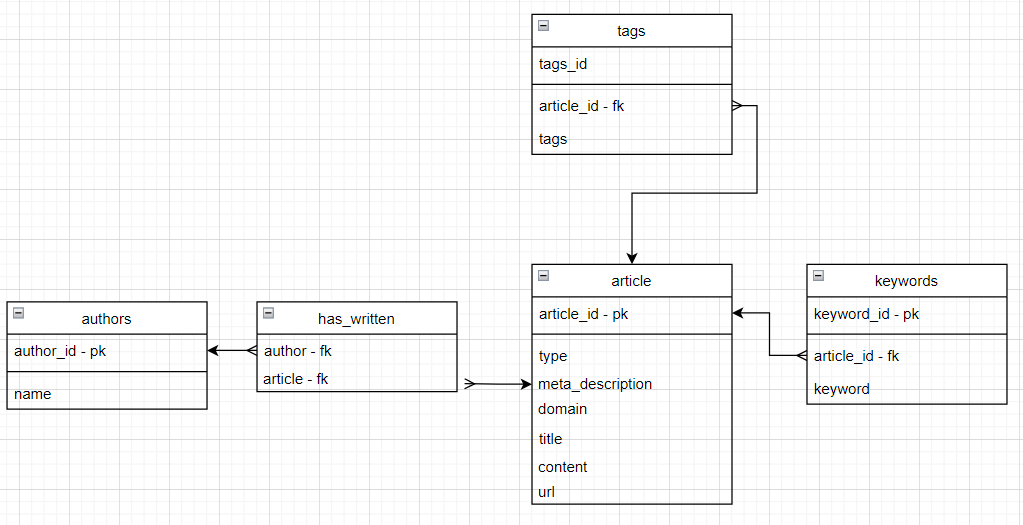 tags
tags_id
article_id - fk
tags
article
article_id - pk
type
meta_description
domain
title
content
url
keywords
keyword_id - pk
article_id - fk
keyword
authors
author_id - pk
name
has_written
author - fk
article - fk